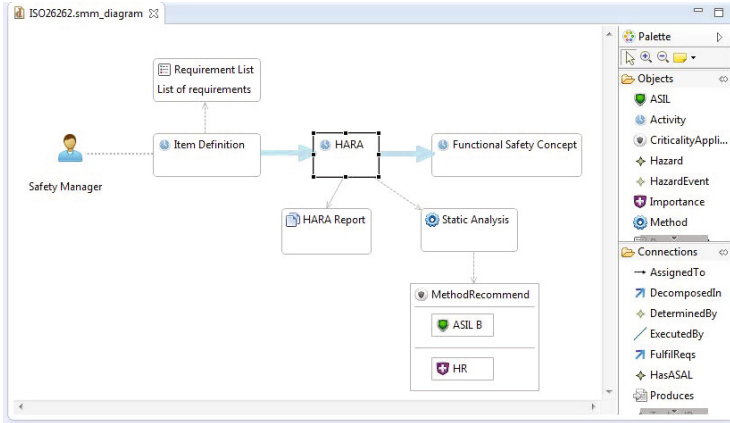 ISO26262.smm_diagram
Requirement List
List of requirements
Item Definition
HARA
Functional Safety Concept
Safety Manager
HARA Report
Static Analysis
MethodRecommend
ASIL B
HR
Palette
Objects
ASIL
Activity
CriticalityAppli...
Hazard
HazardEvent
Importance
Method
Connections
AssignedTo
DecomposedIn
DeterminedBy
ExecutedBy
FulfilReqs
HasASAL
Produces